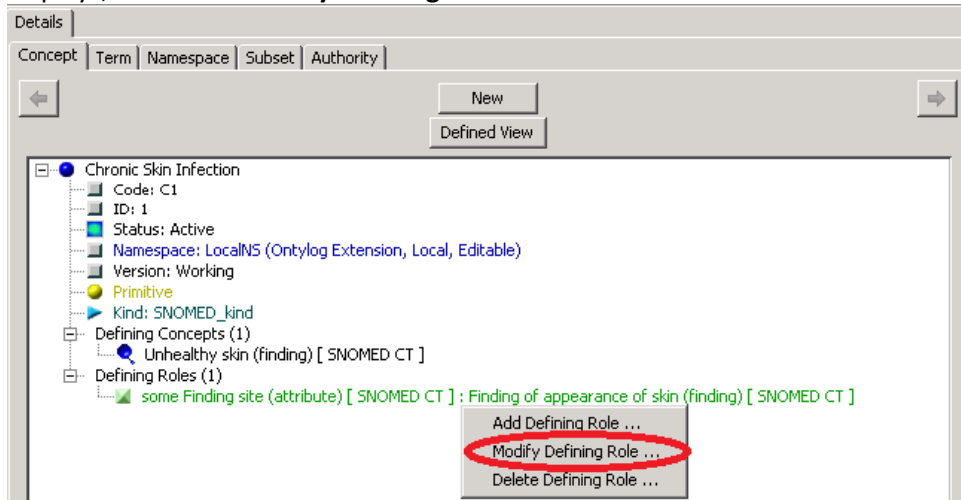 Details
Concept Term Namespace Subset Authority
New
Defined View
Chronic Skin Infection
Code: C1
ID: 1
Status: Active
Namespace: LocalNS (Ontylog Extension, Local, Editable)
Version: Working
Primitive
Kind: SNOMED_kind
Defining Concepts (1)
Unhealthy skin (finding) [ SNOMED CT ]
Defining Roles (1)
some Finding site (attribute) [ SNOMED CT ] : Finding of appearance of skin (finding) [ SNOMED CT ]
Add Defining Role ...
Modify Defining Role ...
Delete Defining Role ...